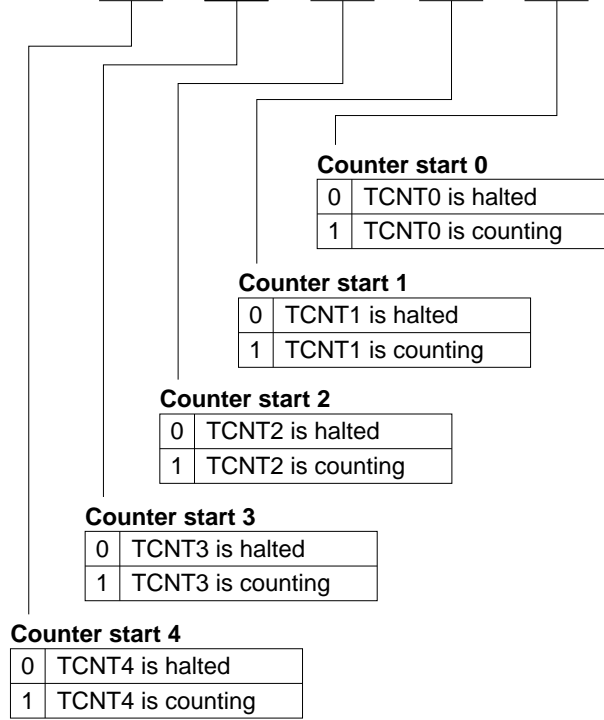 Counter start 0
0 TCNT0 is halted
1 TCNT0 is counting
Counter start 1
0 TCNT1 is halted
1 TCNT1 is counting
Counter start 2
0 TCNT2 is halted
1 TCNT2 is counting
Counter start 3
0 TCNT3 is halted
1 TCNT3 is counting
Counter start 4
0 TCNT4 is halted
1 TCNT4 is counting